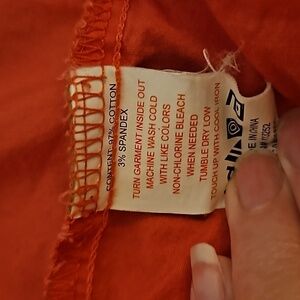 CONTENT: 97% COTTON
3% SPANDEX
TURN GARMENT INSIDE OUT
MACHINE WASH COLD
WITH LIKE COLORS
NON-CHLORINE BLEACH
WHEN NEEDED
TUMBLE DRY LOW
TOUCH UP WITH COOL IRON